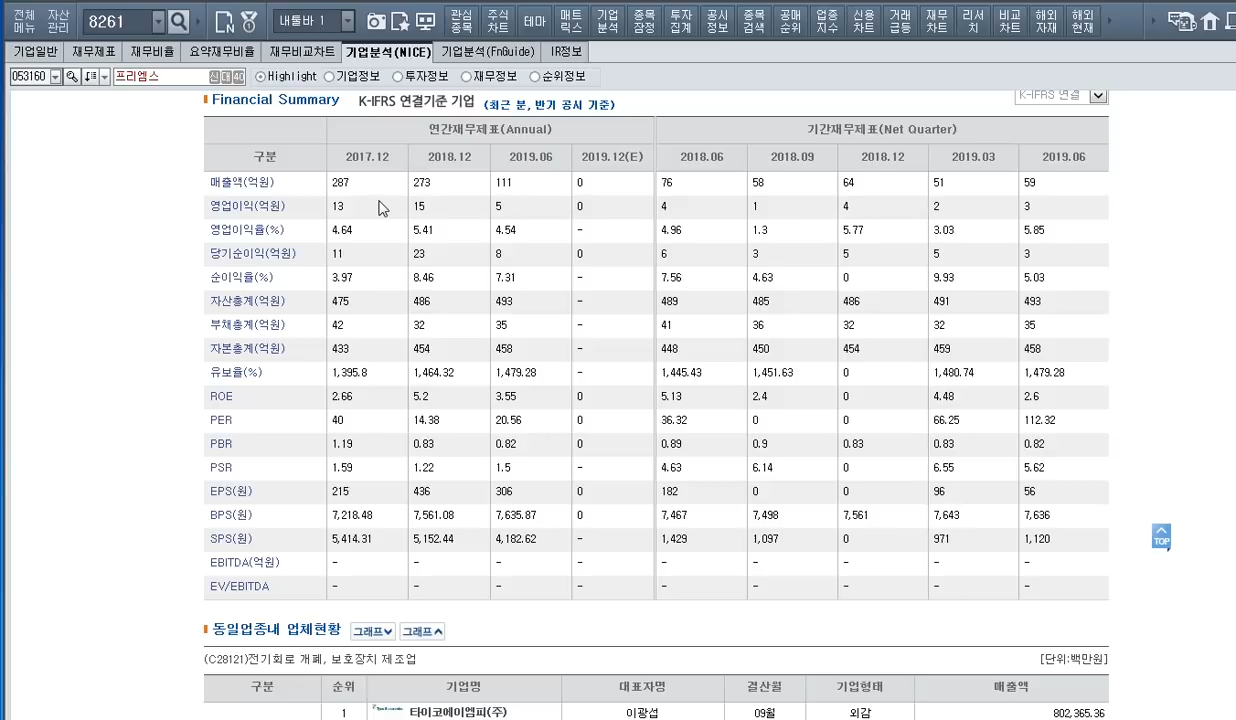 전체 자산 8261 내툴바 1 관심 주식 테마 매트 기업 종목 투자 공시 종목 공매 업종 신용 거래 재무 리서 비교 해외 해외
메뉴 관리 종목 차트 릭스 분석 잠정 집계 정보 검색 순위 지수 차트 급등 차트 치 차트 자재 현재
기업일반 재무제표 재무비율 요약재무비율 재무비교차트 기업분석(NICE) 기업분석(FnGuide) IR정보
053160 프리엠스 신 대 40 Highlight 기업정보 투자정보 재무정보 순위정보
Financial Summary K-IFRS 연결기준 기업 (최근 분, 반기 공시 기준) K-IFRS 연결
연간재무제표(Annual) 기간재무제표(Net Quarter)
구분 2017.12 2018.12 2019.06 2019.12(E) 2018.06 2018.09 2018.12 2019.03 2019.06
매출액(억원) 287 273 111 0 76 58 64 51 59
영업이익(억원) 13 15 5 0 4 1 4 2 3
영업이익율(%) 4.64 5.41 4.54 - 4.96 1.3 5.77 3.03 5.85
당기순이익(억원) 11 23 8 0 6 3 5 5 3
순이익율(%) 3.97 8.46 7.31 - 7.56 4.63 0 9.93 5.03
자산총계(억원) 475 486 493 - 489 485 486 491 493
부채총계(억원) 42 32 35 - 41 36 32 32 35
자본총계(억원) 433 454 458 - 448 450 454 459 458
유보율(%) 1,395.8 1,464.32 1,479.28 - 1,445.43 1,451.63 0 1,480.74 1,479.28
ROE 2.66 5.2 3.55 0 5.13 2.4 0 4.48 2.6
PER 40 14.38 20.56 0 36.32 0 0 66.25 112.32
PBR 1.19 0.83 0.82 0 0.89 0.9 0.83 0.83 0.82
PSR 1.59 1.22 1.5 - 4.63 6.14 0 6.55 5.62
EPS(원) 215 436 306 0 182 0 0 96 56
BPS(원) 7,218.48 7,561.08 7,635.87 0 7,467 7,498 7,561 7,643 7,636
SPS(원) 5,414.31 5,152.44 4,182.62 - 1,429 1,097 0 971 1,120
EBITDA(억원) - - - - - - - - -
EV/EBITDA - - - - - - - - -
TOP
동일업종내 업체현황 그래프 그래프
(C28121)전기회로 개폐, 보호장치 제조업 [단위:백만원]
구분 순위 기업명 대표자명 결산월 기업형태 매출액
1 타이코에이엠피(주) 이광섭 09월 외감 802,365.36